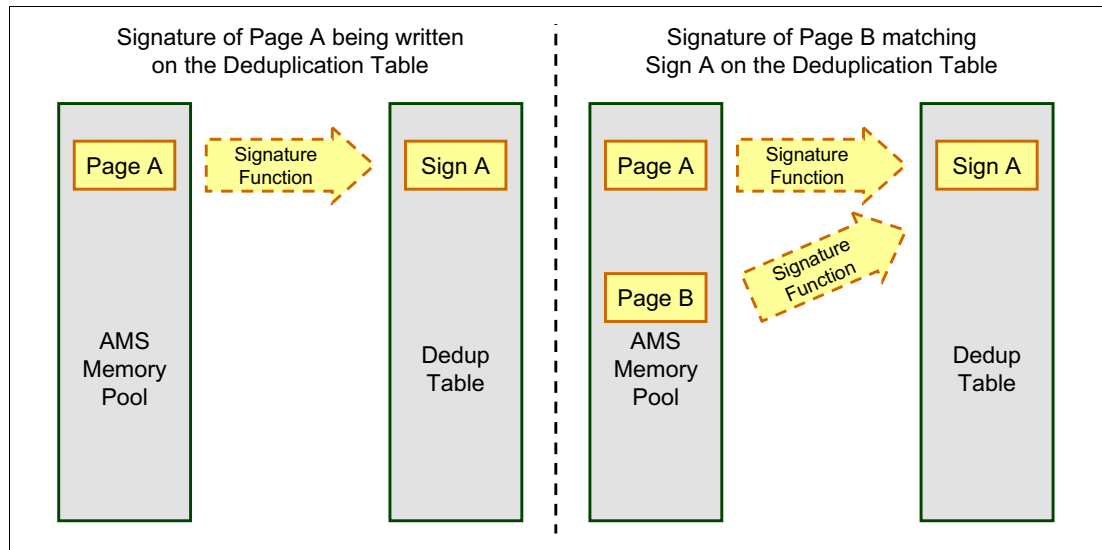 Signature of Page A being written
on the Deduplication Table
Page A
Signature
Function
Sign A
AMS
Memory
Pool
Dedup
Table
Signature of Page B matching
Sign A on the Deduplication Table
Page A
Signature
Function
Sign A
Signature
Function
Page B
AMS
Memory
Pool
Dedup
Table